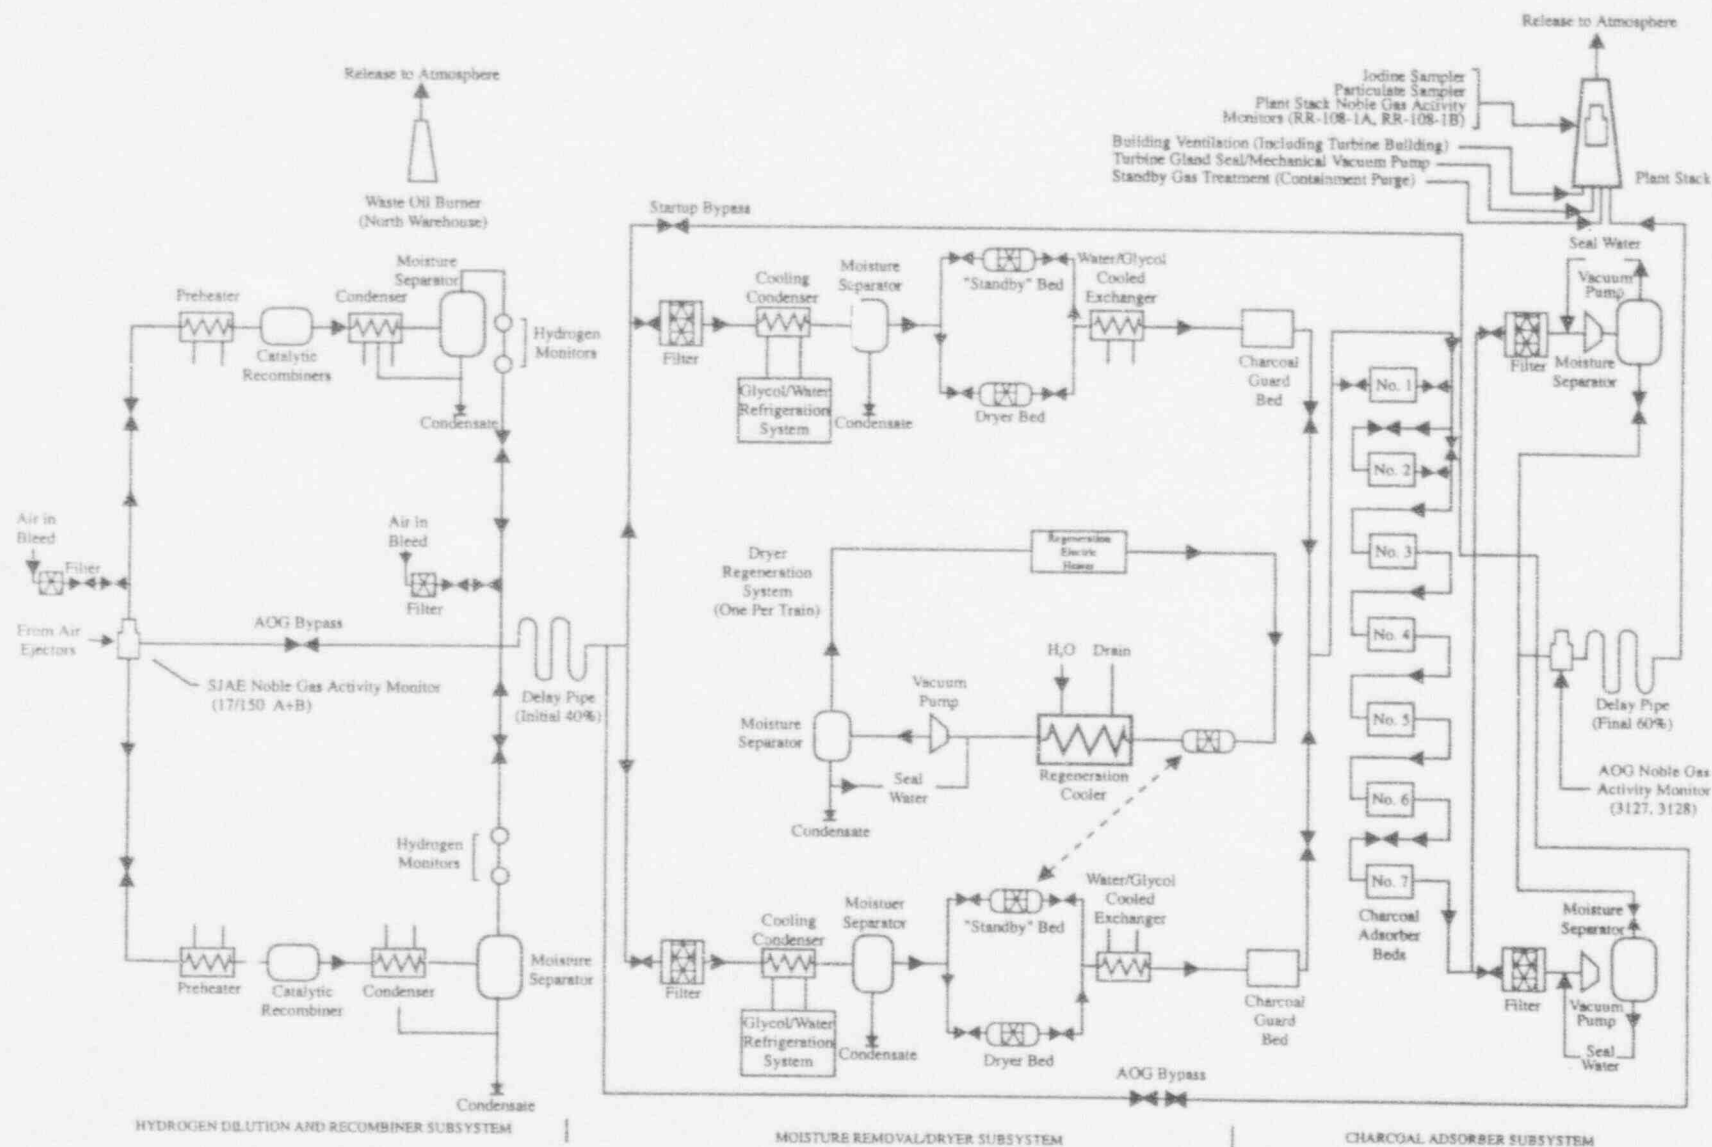 Release to Atmosphere
Iodine Sampler
Particulate Sampler
Plant Stack Noble Gas Activity
Monitors (RR-108-1A, RR-108-1B)
Building Ventilation (Including Turbine Building)
Turbine Gland Seal/Mechanical Vacuum Pump
Standby Gas Treatment (Containment Purge)
Plant Stack
Release to Atmosphere
Waste Oil Burner
(North Warehouse)
Startup Bypass
Moisture
Separator
Preheater
Condenser
Catalytic
Recombiners
Hydrogen
Monitors
Condensate
Filter
Cooling
Condenser
Glycol/Water
Refrigeration
System
Moisture
Separator
Condensate
"Standby" Bed
Dryer Bed
Water/Glycol
Cooled
Exchanger
Charcoal
Guard
Bed
Seal Water
Vacuum
Pump
Filter
Moisture
Separator
No. 1
No. 2
No. 3
No. 4
No. 5
No. 6
No. 7
Charcoal
Adsorber
Beds
Air in
Bleed
Filter
Air in
Bleed
Filter
From Air
Ejectors
AOG Bypass
SJAE Noble Gas Activity Monitor
(17/150 A+B)
Delay Pipe
(Initial 40%)
Dryer
Regeneration
System
(One Per Train)
Regeneration
Electric
Heater
H₂O
Drain
Vacuum
Pump
Moisture
Separator
Seal
Water
Regeneration
Cooler
Condensate
Delay Pipe
(Final 60%)
AOG Noble Gas
Activity Monitor
(3127, 3128)
Hydrogen
Monitors
Preheater
Catalytic
Recombiner
Condenser
Moisture
Separator
Condensate
Filter
Cooling
Condenser
Glycol/Water
Refrigeration
System
Moistuer
Separator
Condensate
"Standby" Bed
Dryer Bed
Water/Glycol
Cooled
Exchanger
Charcoal
Guard
Bed
Moisture
Separator
Filter
Vacuum
Pump
Seal
Water
AOG Bypass
HYDROGEN DILUTION AND RECOMBINER SUBSYSTEM
MOISTURE REMOVAL/DRYER SUBSYSTEM
CHARCOAL ADSORBER SUBSYSTEM